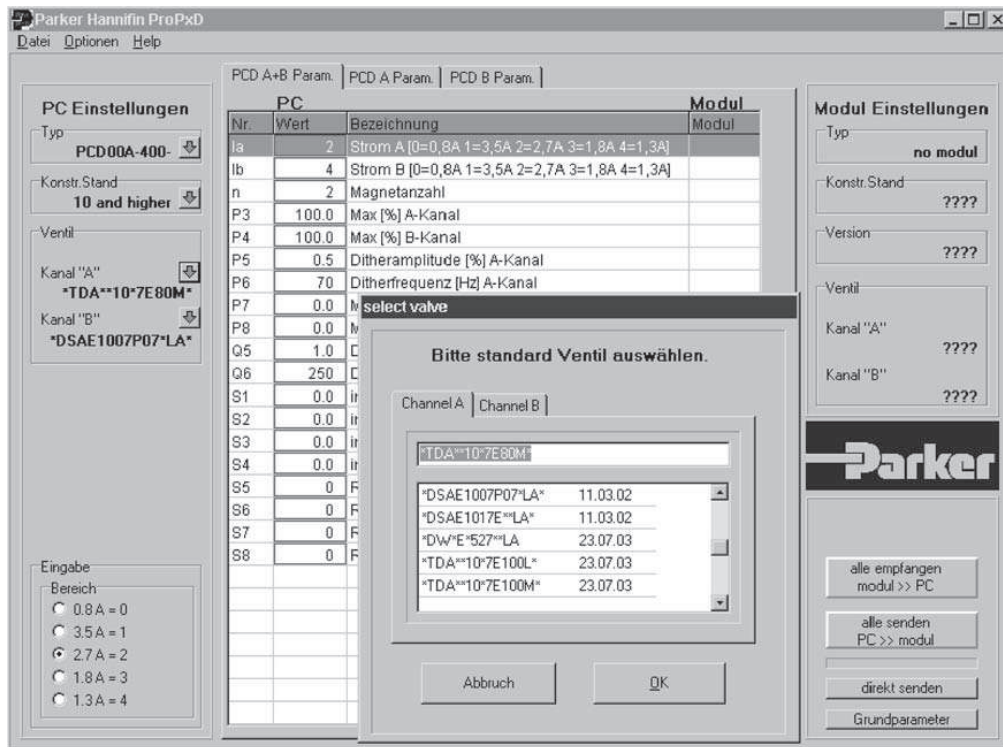 Parker Hannifin ProPxD
Datei Optionen Help
PC Einstellungen
Typ
PCD00A-400-
Konstr.Stand
10 and higher
Ventil
Kanal "A"
*TDA**10*7E80M*
Kanal "B"
*DSAE1007P07*LA*
Eingabe
Bereich
0.8 A = 0
3.5 A = 1
2.7 A = 2
1.8 A = 3
1.3 A = 4
PCD A+B Param. PCD A Param. PCD B Param.
PC Modul
Nr. Wert Bezeichnung Modul
Ia 2 Strom A [0=0,8A 1=3,5A 2=2,7A 3=1,8A 4=1,3A]
Ib 4 Strom B [0=0,8A 1=3,5A 2=2,7A 3=1,8A 4=1,3A]
n 2 Magnetanzahl
P3 100.0 Max [%] A-Kanal
P4 100.0 Max [%] B-Kanal
P5 0.5 Ditheramplitude [%] A-Kanal
P6 70 Ditherfrequenz [Hz] A-Kanal
P7 0.0 M
P8 0.0 M
Q5 1.0 D
Q6 250 D
S1 0.0 ir
S2 0.0 ir
S3 0.0 ir
S4 0.0 ir
S5 0 R
S6 0 R
S7 0 R
S8 0 R
select valve
Bitte standard Ventil auswählen.
Channel A Channel B
*TDA**10*7E80M*
*DSAE1007P07*LA* 11.03.02
*DSAE1017E**LA* 11.03.02
*DW*E*527**LA 23.07.03
*TDA**10*7E100L* 23.07.03
*TDA**10*7E100M* 23.07.03
Abbruch OK
Modul Einstellungen
Typ
no modul
Konstr.Stand
????
Version
????
Ventil
Kanal "A"
????
Kanal "B"
????
Parker
alle empfangen
modul >> PC
alle senden
PC >> modul
direkt senden
Grundparameter